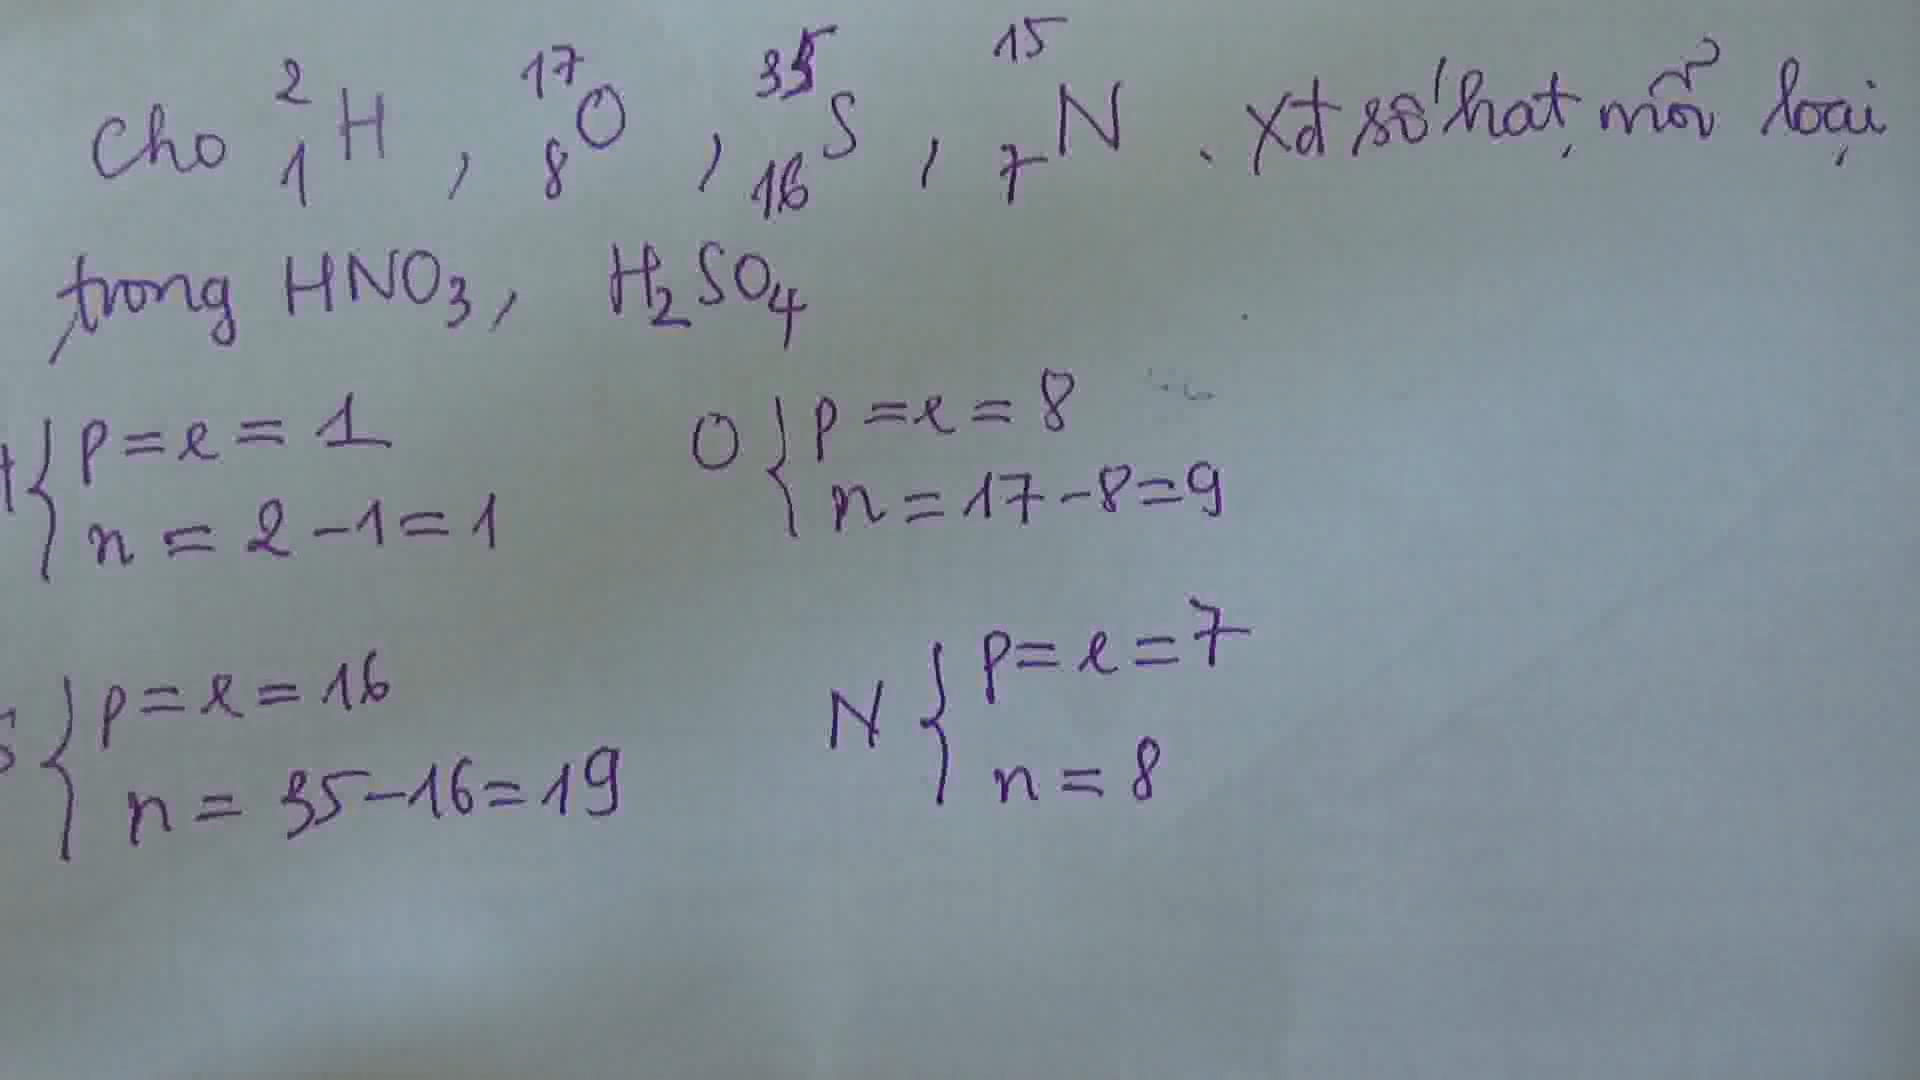 Cho ²₁H, ¹⁷₈O, ³⁵₁₆S, ¹⁵₇N. Xđ số hạt mỗi loại
trong HNO₃, H₂SO₄
H { p = e = 1
n = 2 - 1 = 1
O { p = e = 8
n = 17 - 8 = 9
S { p = e = 16
n = 35 - 16 = 19
N { p = e = 7
n = 8